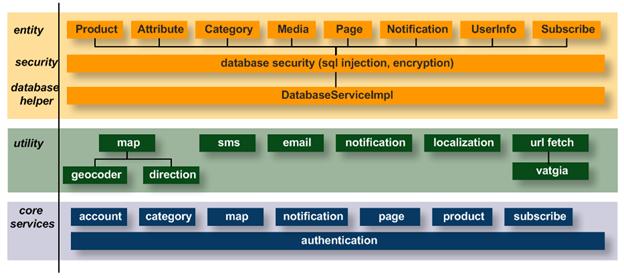 entity Product Attribute Category Media Page Notification UserInfo Subscribe
security database security (sql injection, encryption)
database helper DatabaseServiceImpl
utility map sms email notification localization url fetch
geocoder direction vatgia
core services account category map notification page product subscribe
authentication